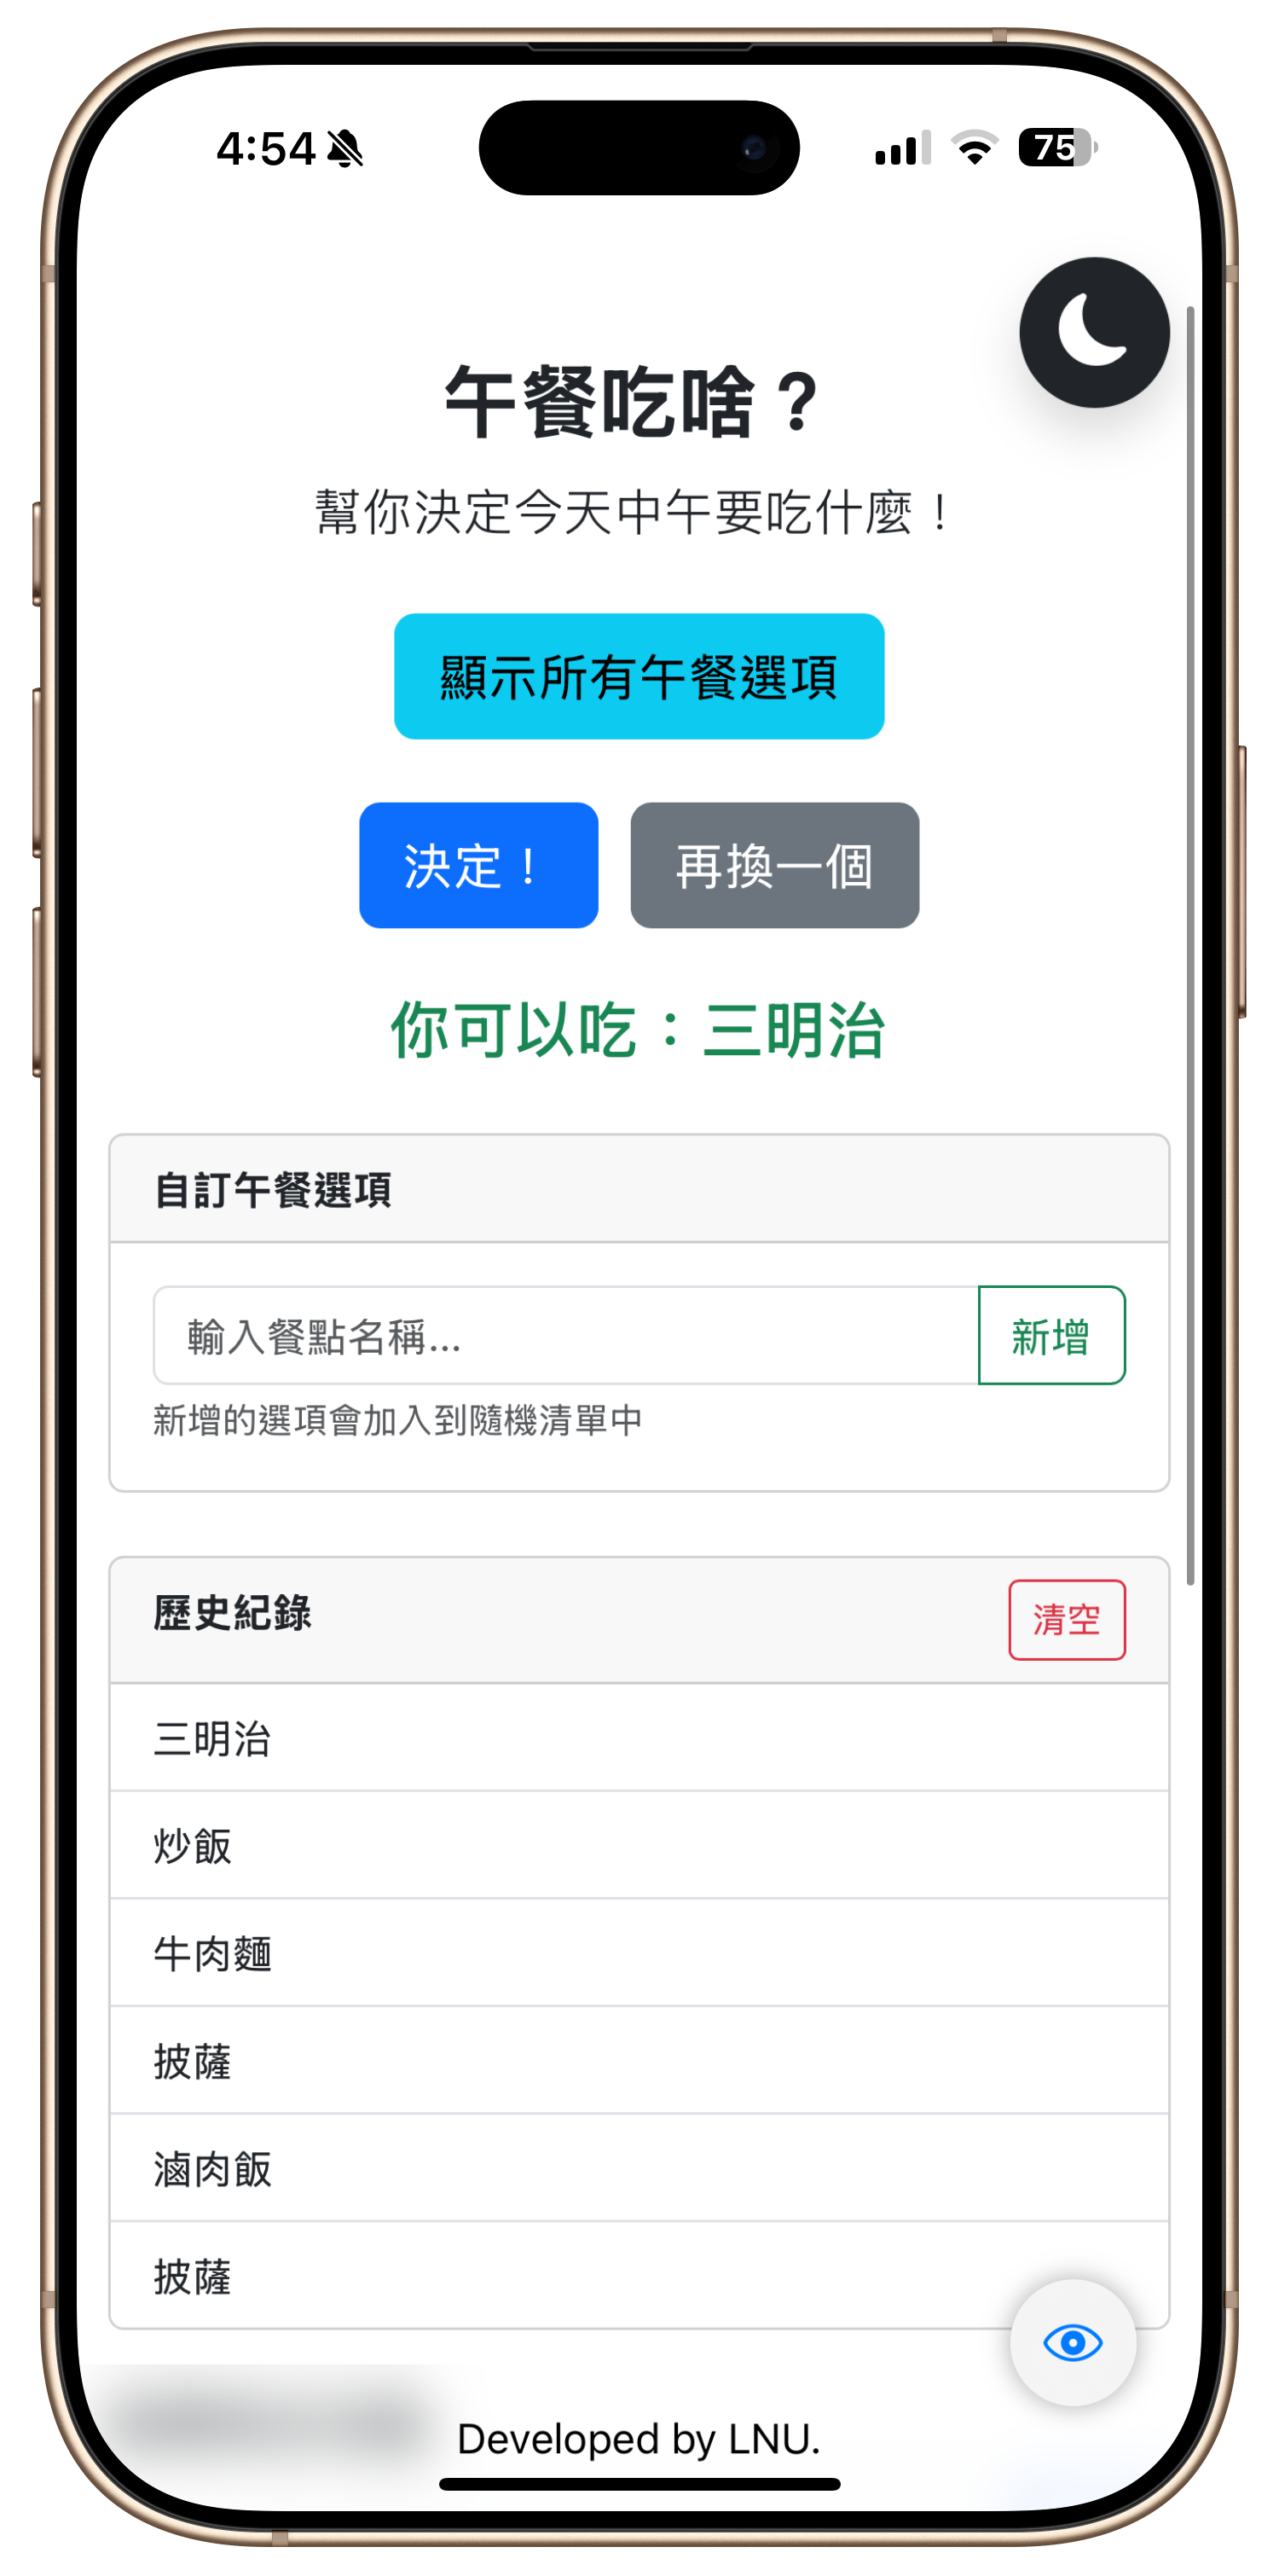 4:54
75
午餐吃啥？
幫你決定今天中午要吃什麼！
顯示所有午餐選項
決定！
再換一個
你可以吃：三明治
自訂午餐選項
輸入餐點名稱...
新增
新增的選項會加入到隨機清單中
歷史紀錄
清空
三明治
炒飯
牛肉麵
披薩
滷肉飯
披薩
Developed by LNU.